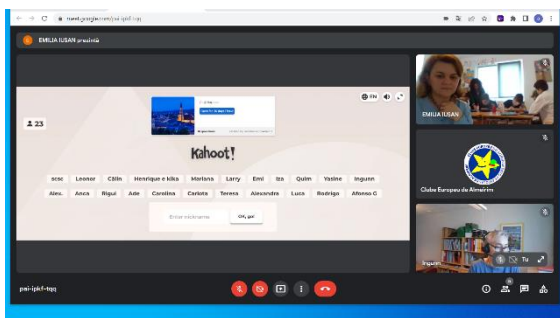 meet.google.com/pai-ipkf-tqq
EMILIA IUSAN prezintă
EN
23
Kahoot!
scsc Leonor Călin Henrique e kika Mariana Larry Emi Iza Quim Yasine Ingunn
Alex. Anca Rigui Ade Carolina Carlota Teresa Alexandra Luca Rodrigo Afonso G
Enter nickname
OK, go!
EMILIA IUSAN
Clube Europeu de Almeirim
Ingunn
Tu
pai-ipkf-tqq